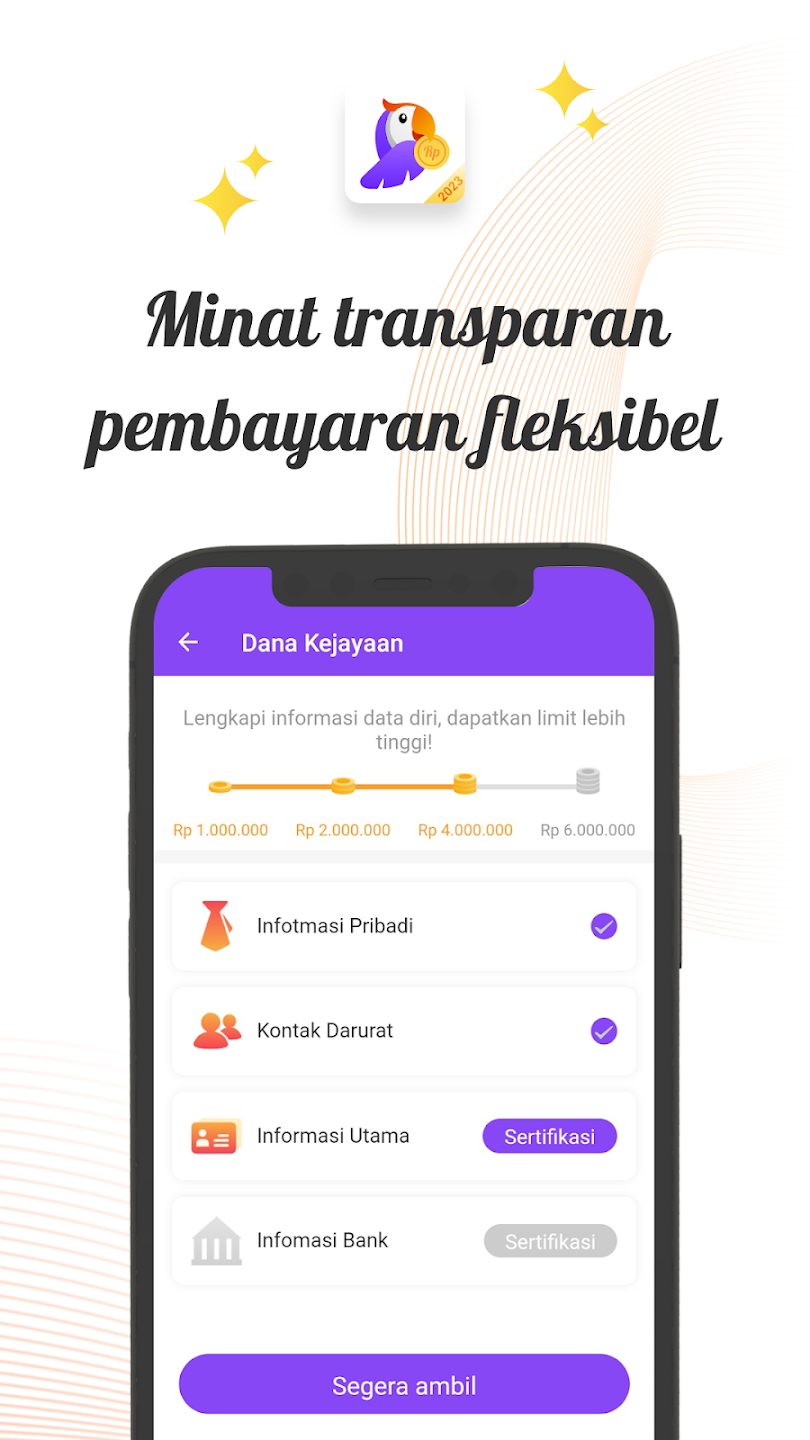 Rp
2023
Minat transparan
pembayaran fleksibel
Dana Kejayaan
Lengkapi informasi data diri, dapatkan limit lebih
tinggi!
Rp 1.000.000 Rp 2.000.000 Rp 4.000.000 Rp 6.000.000
Infotmasi Pribadi
Kontak Darurat
Informasi Utama Sertifikasi
Infomasi Bank Sertifikasi
Segera ambil